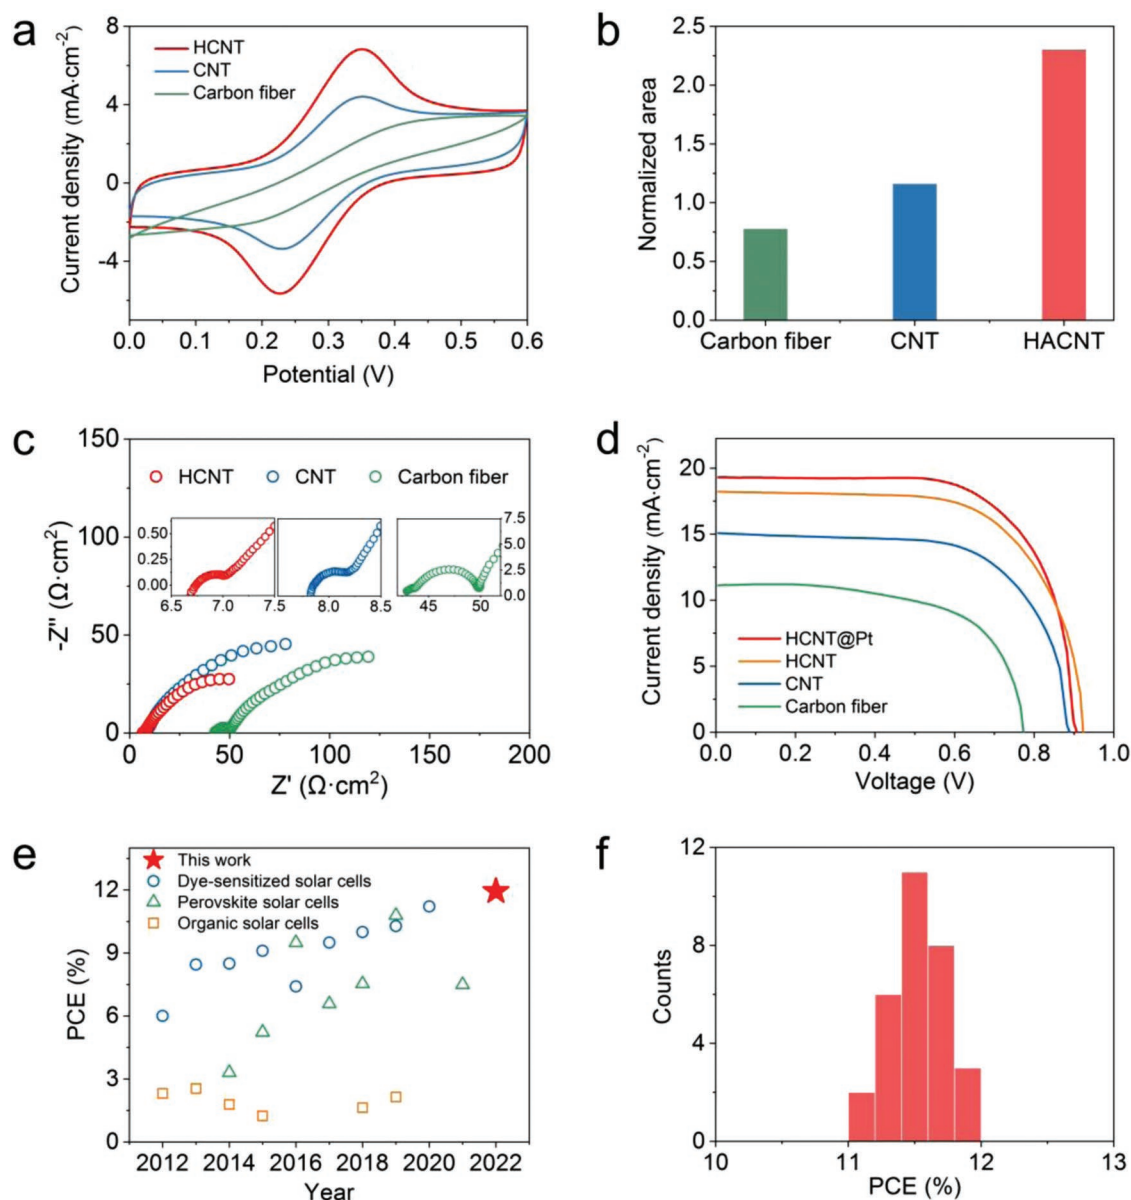 a
8
4
0
-4
Current density (mA·cm-2)
HCNT
CNT
Carbon fiber
0.0 0.1 0.2 0.3 0.4 0.5 0.6
Potential (V)
b
2.5
2.0
1.5
1.0
0.5
0.0
Normalized area
Carbon fiber CNT HACNT
c
150
100
50
0
-Z" (Ω·cm2)
HCNT CNT Carbon fiber
0.50
0.25
0.00
6.5 7.0 7.5
8.0 8.5
7.5
5.0
2.5
0.0
45 50
0 50 100 150 200
Z' (Ω·cm2)
d
20
15
10
5
0
Current density (mA·cm-2)
HCNT@Pt
HCNT
CNT
Carbon fiber
0.0 0.2 0.4 0.6 0.8 1.0
Voltage (V)
e
12
9
6
3
0
PCE (%)
This work
Dye-sensitized solar cells
Perovskite solar cells
Organic solar cells
2012 2014 2016 2018 2020 2022
Year
f
12
8
4
0
Counts
10 11 12 13
PCE (%)